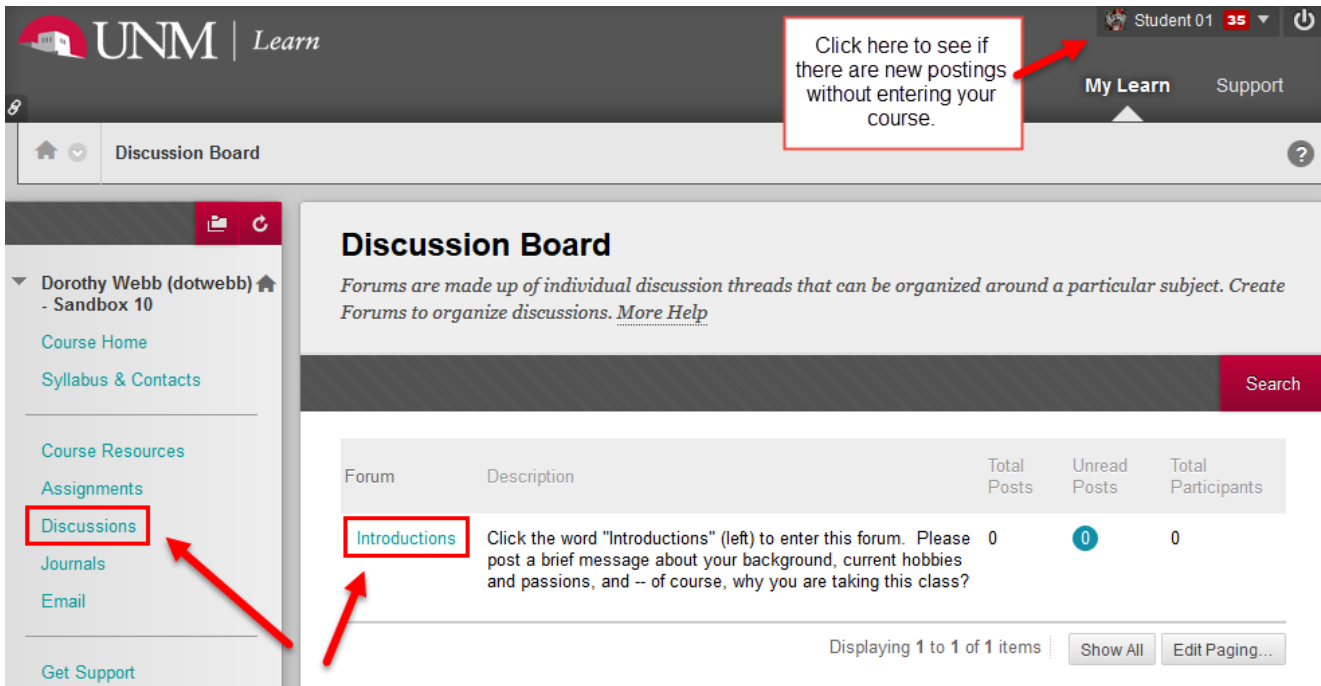 UNM | Learn
Click here to see if
there are new postings
without entering your
course.
Student 01 35
My Learn Support
Discussion Board
?
Dorothy Webb (dotwebb)
- Sandbox 10
Course Home
Syllabus & Contacts
Course Resources
Assignments
Discussions
Journals
Email
Get Support
Discussion Board
Forums are made up of individual discussion threads that can be organized around a particular subject. Create
Forums to organize discussions. More Help
Search
Forum Description Total Posts Unread Posts Total Participants
Introductions Click the word "Introductions" (left) to enter this forum. Please 0 0 0
post a brief message about your background, current hobbies
and passions, and -- of course, why you are taking this class?
Displaying 1 to 1 of 1 items Show All Edit Paging...